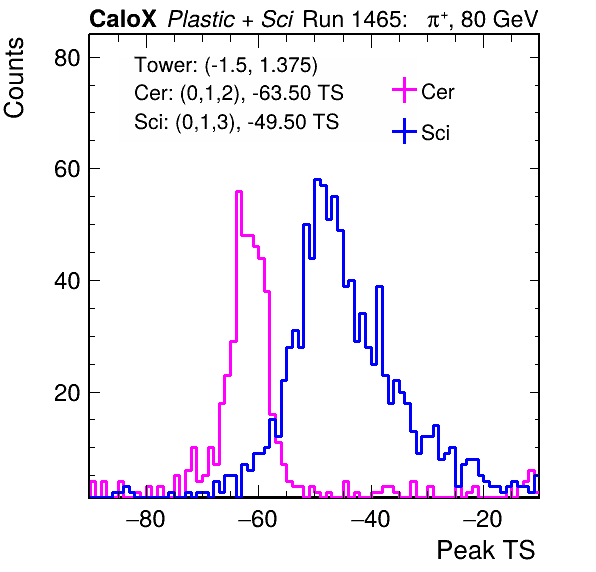 CaloX Plastic + Sci Run 1465: π⁺, 80 GeV
Counts
Tower: (-1.5, 1.375)
Cer: (0,1,2), -63.50 TS
Sci: (0,1,3), -49.50 TS
Cer
Sci
80
60
40
20
−80 −60 −40 −20
Peak TS